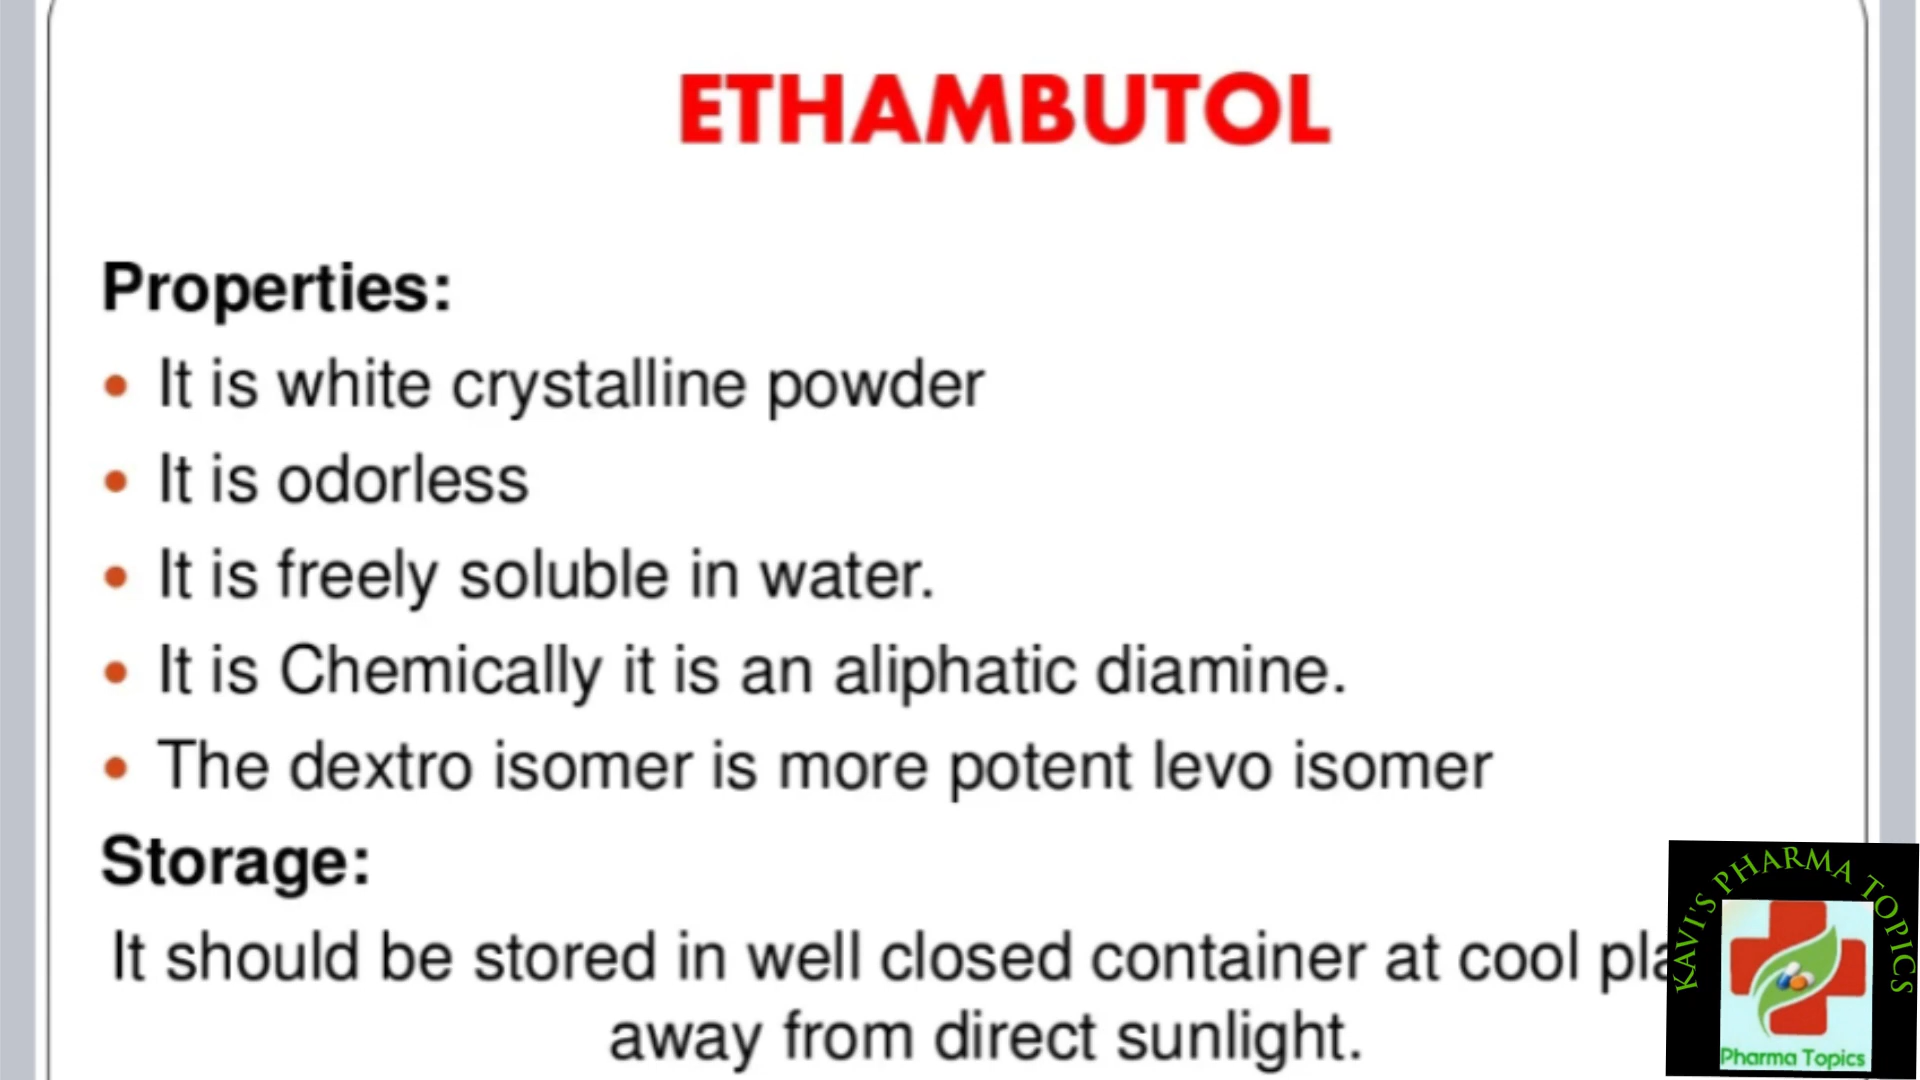 ETHAMBUTOL
Properties:
• It is white crystalline powder
• It is odorless
• It is freely soluble in water.
• It is Chemically it is an aliphatic diamine.
• The dextro isomer is more potent levo isomer
Storage:
It should be stored in well closed container at cool
away from direct sunlight.
KAVI'S PHARMA TOPICS
Pharma Topics